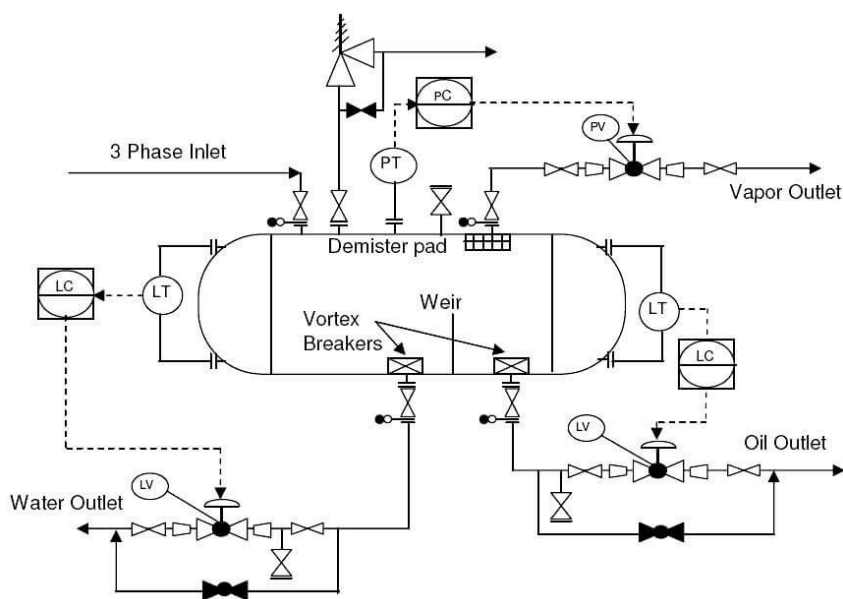 PC
PV
3 Phase Inlet
PT
Vapor Outlet
Demister pad
LC
LT
Weir
LT
Vortex
Breakers
LC
LV
Oil Outlet
LV
Water Outlet